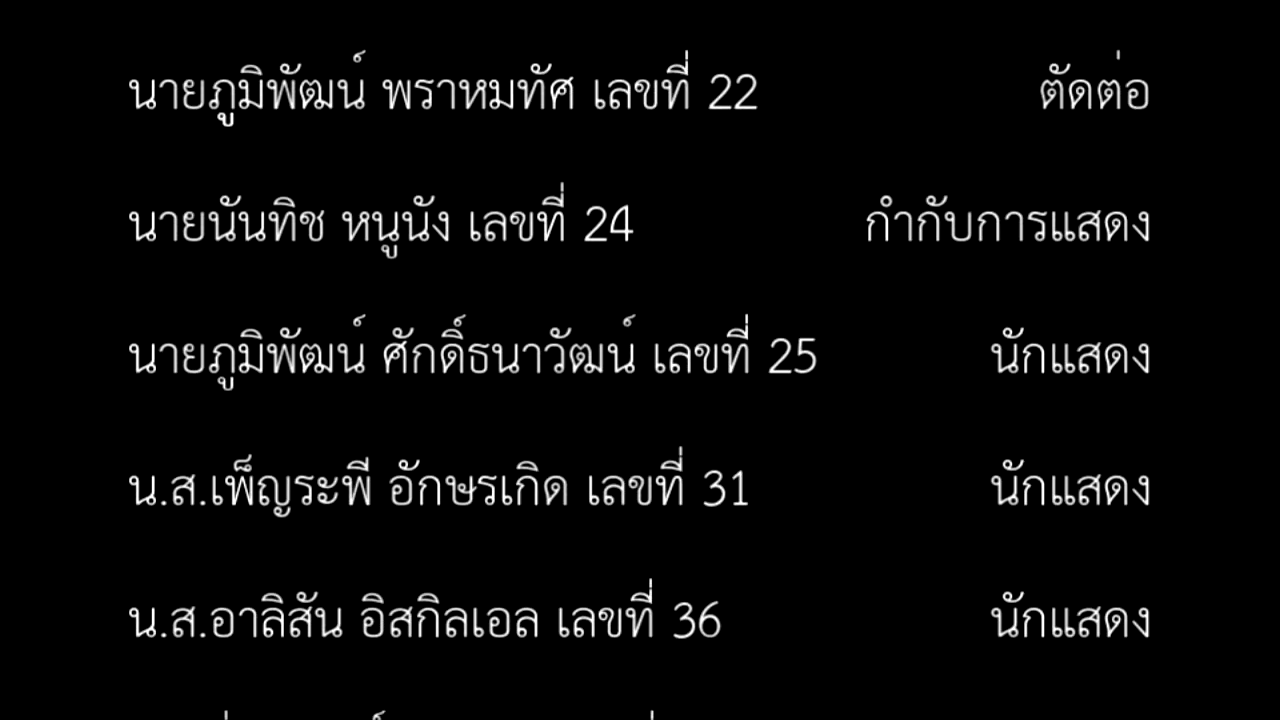 นายภูมิพัฒน์ พราหมทัศ เลขที่ 22 ตัดต่อ
นายนันทิช หนูนัง เลขที่ 24 กำกับการแสดง
นายภูมิพัฒน์ ศักดิ์ธนาวัฒน์ เลขที่ 25 นักแสดง
น.ส.เพ็ญระพี อักษรเกิด เลขที่ 31 นักแสดง
น.ส.อาลิสัน อิสกิลเอล เลขที่ 36 นักแสดง